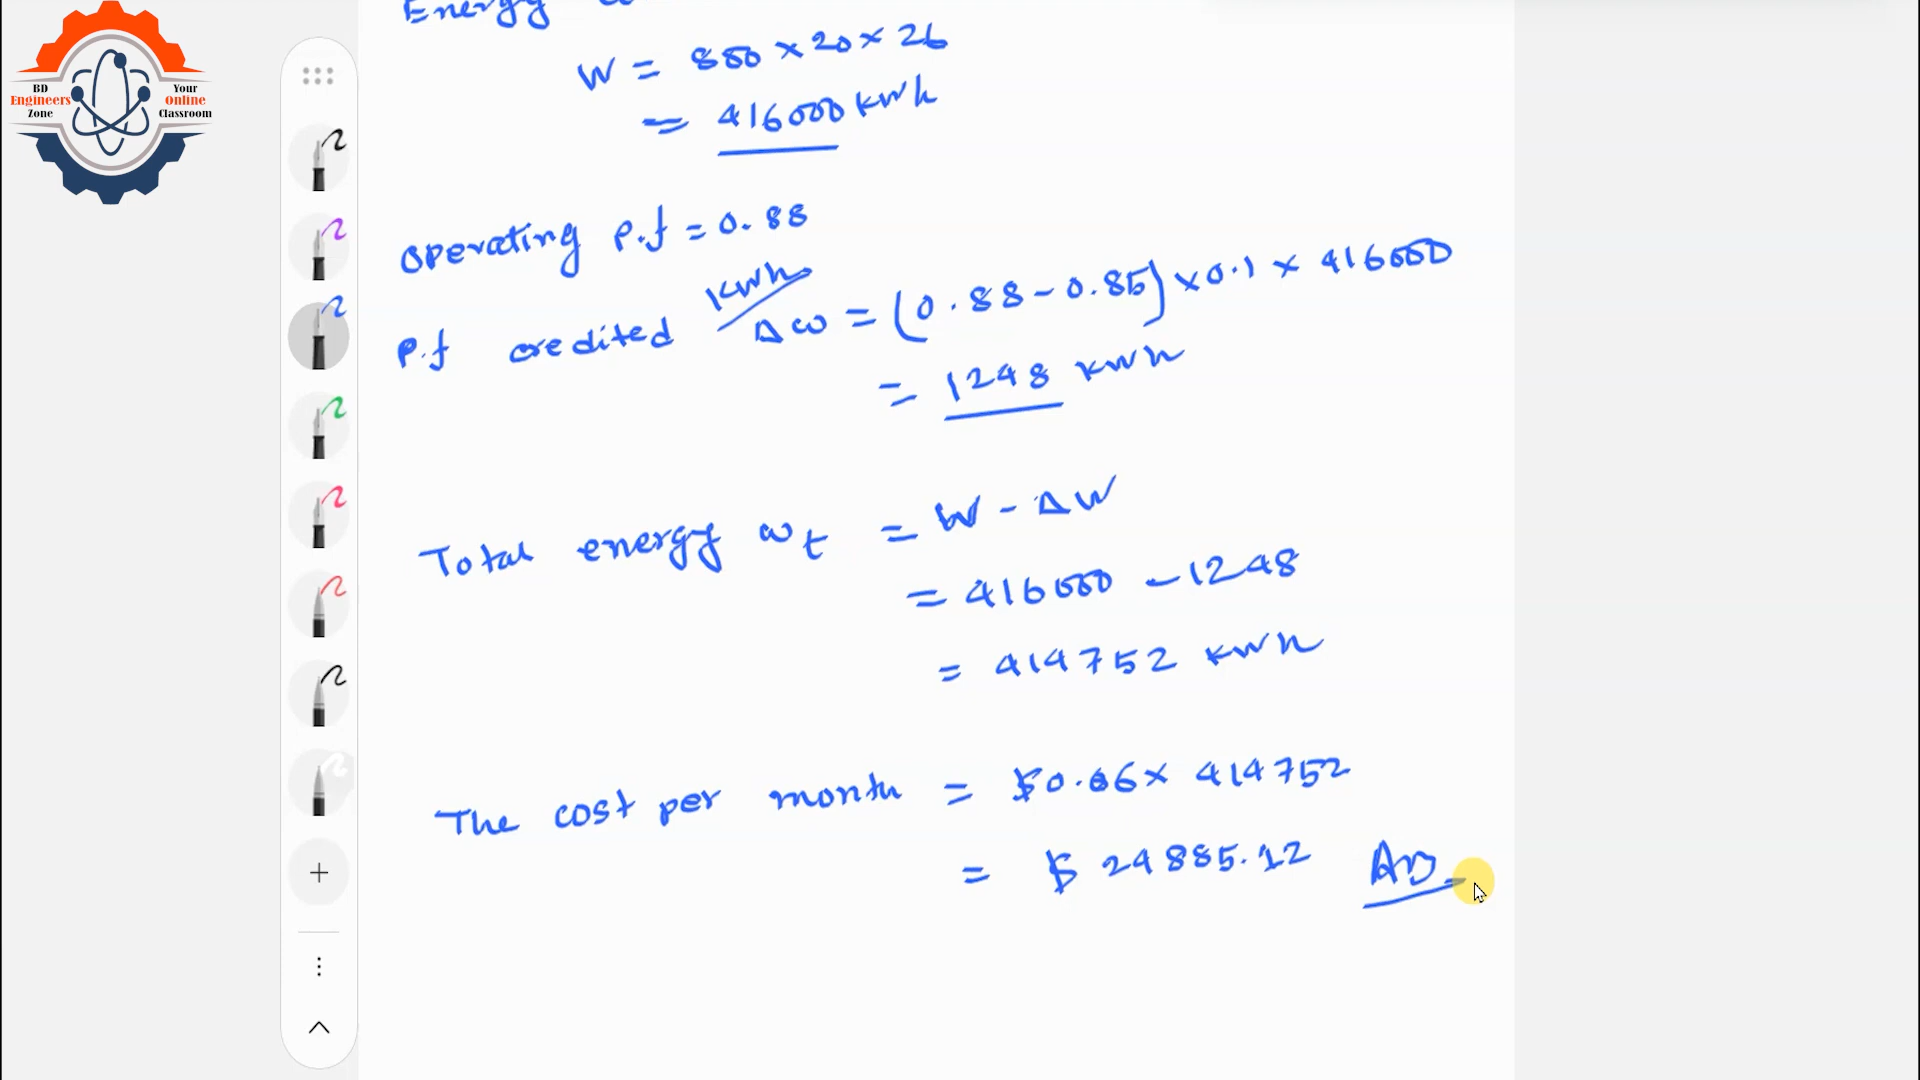 BD Engineers Zone
Your Online Classroom
Energy
W = 800 × 20 × 26
= 416000 kwh
operating p.f = 0.88
p.f credited kwh Δω = (0.88 - 0.85) × 0.1 × 416000
= 1248 kwh
Total energy ωt = W - ΔW
= 416000 - 1248
= 414752 kwh
The cost per month = $0.06 × 414752
= $ 24885.12